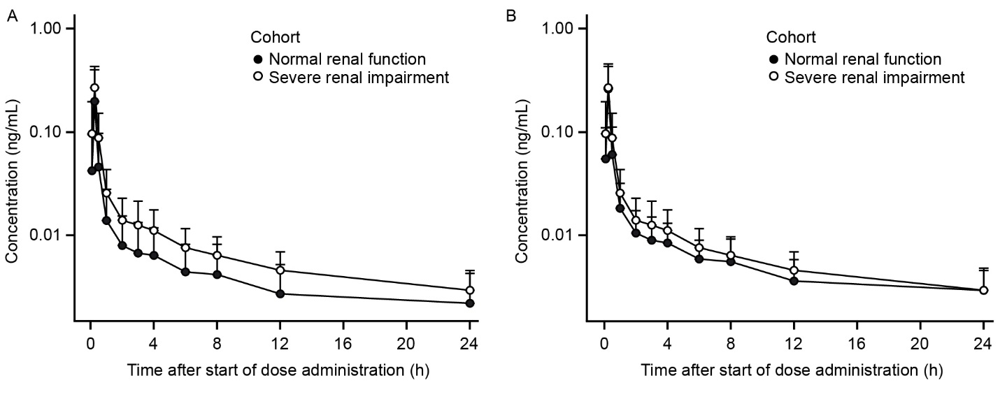 A
Concentration (ng/mL)
1.00
0.10
0.01
Cohort
Normal renal function
Severe renal impairment
0 4 8 12 16 20 24
Time after start of dose administration (h)
B
Concentration (ng/mL)
1.00
0.10
0.01
Cohort
Normal renal function
Severe renal impairment
0 4 8 12 16 20 24
Time after start of dose administration (h)